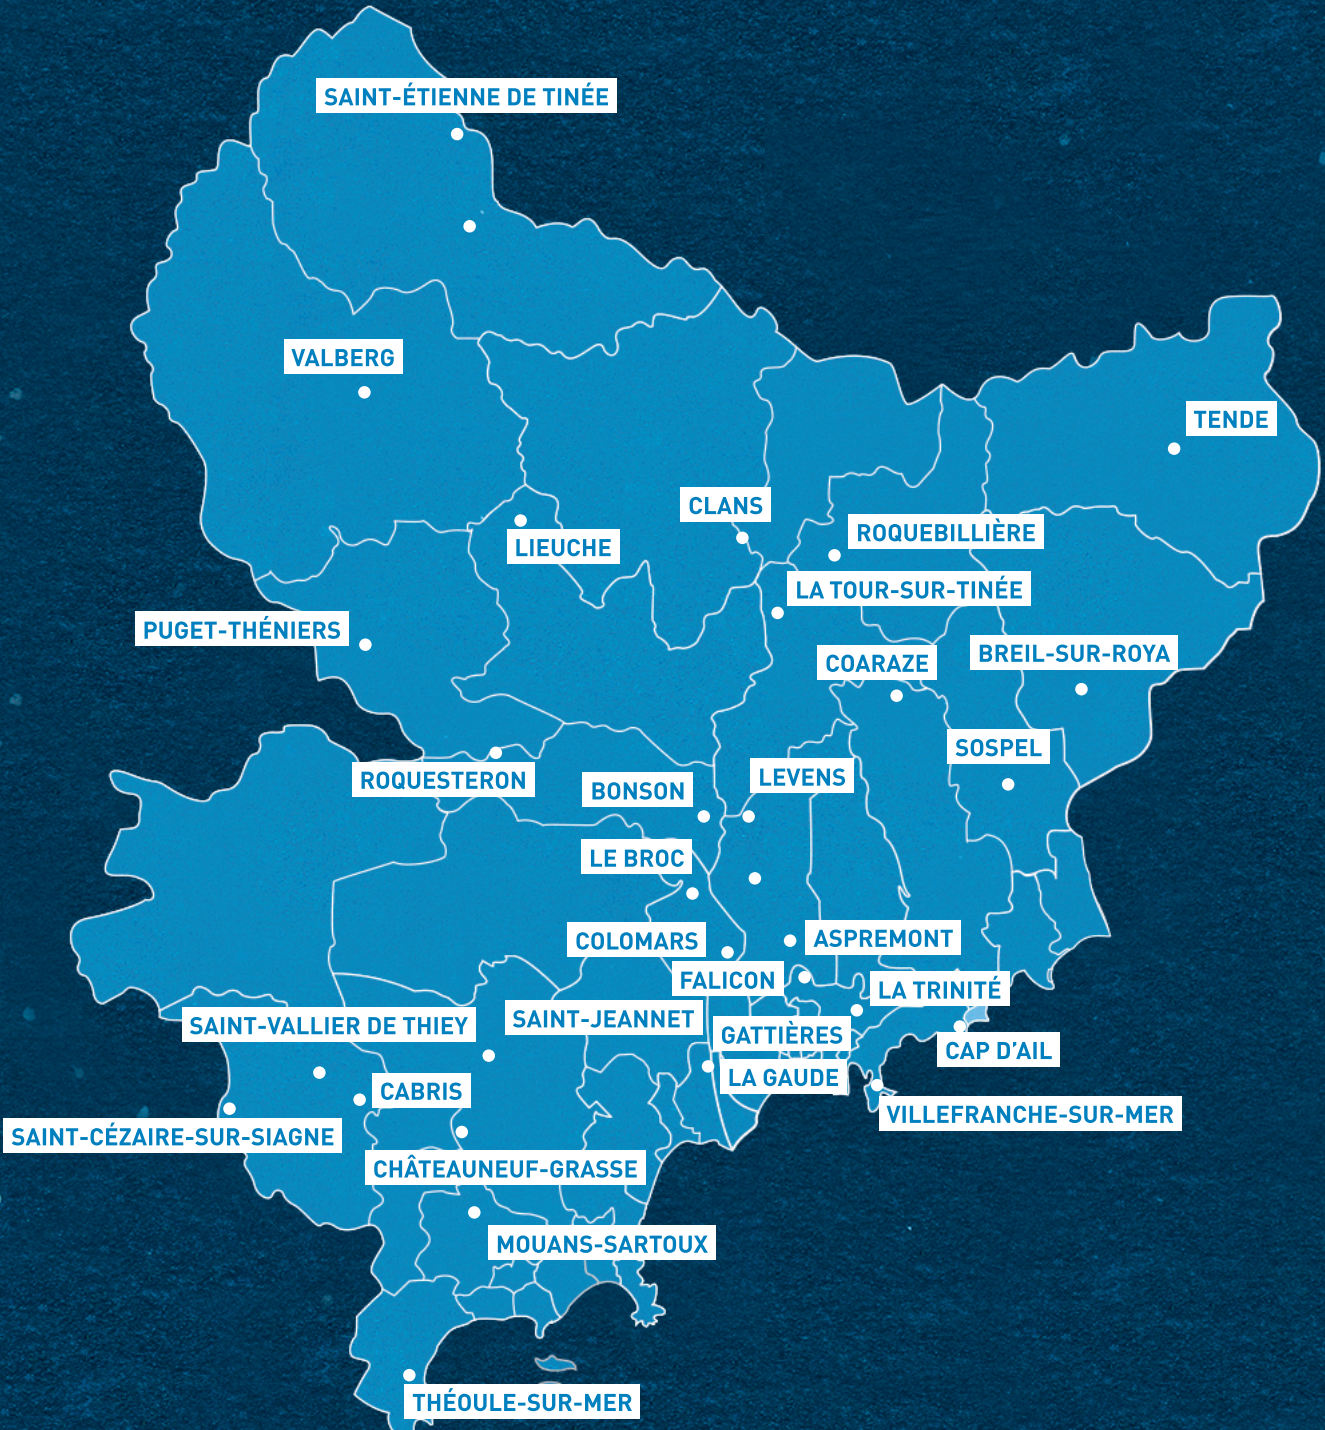 SAINT-ÉTIENNE DE TINÉE
VALBERG
TENDE
CLANS
ROQUEBILLIÈRE
LIEUCHE
LA TOUR-SUR-TINÉE
PUGET-THÉNIERS
BREIL-SUR-ROYA
COARAZE
SOSPEL
LEVENS
ROQUESTERON
BONSON
LE BROC
ASPREMONT
COLOMARS
FALICON
LA TRINITÉ
SAINT-JEANNET
SAINT-VALLIER DE THIEY
GATTIÈRES
CAP D'AIL
LA GAUDE
CABRIS
VILLEFRANCHE-SUR-MER
SAINT-CÉZAIRE-SUR-SIAGNE
CHÂTEAUNEUF-GRASSE
MOUANS-SARTOUX
THÉOULE-SUR-MER